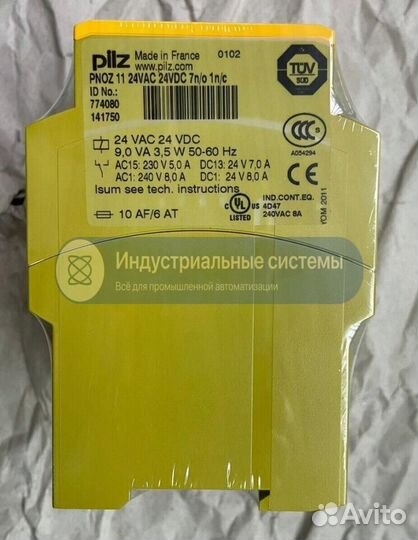 pilz Made in France 0102
www.pilz.com
PNOZ 11 24VAC 24VDC 7n/o 1n/c
ID No.:
774080
141750
TÜV
SÜD
24 VAC 24 VDC
9,0 VA 3,5 W 50-60 Hz
AC15: 230 V 5,0 A DC13: 24 V 7,0 A
AC1: 240 V 8,0 A DC1: 24 V 8,0 A
Isum see tech. instructions
10 AF/6 AT
CCC
A054294
UL
LISTED
IND.CONT.EQ.
4D47
240VAC 8A
YOM 2011
Индустриальные системы
Всё для промышленной автоматизации
Avito